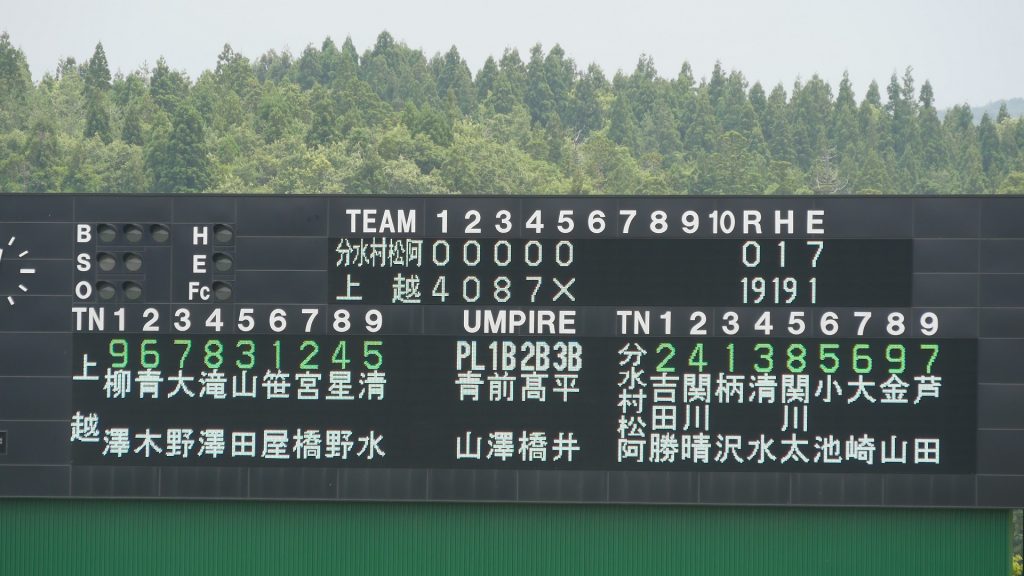 TEAM 1 2 3 4 5 6 7 8 9 10 R H E
B H
分水村松阿 0 0 0 0 0 0 1 7
S E
上越 4 0 8 7 X 19 19 1
O Fc
TN 1 2 3 4 5 6 7 8 9 UMPIRE TN 1 2 3 4 5 6 7 8 9
上越 9 6 7 8 3 1 2 4 5 PL 1B 2B 3B 分水村松阿 2 4 1 3 8 5 6 9 7
柳澤 青木 大野 滝澤 山田 笹屋 宮橋 星野 清水 青山 前澤 髙橋 平井 吉田勝 関川晴 柄沢 清水 関川太 小池 大崎 金山 芦田